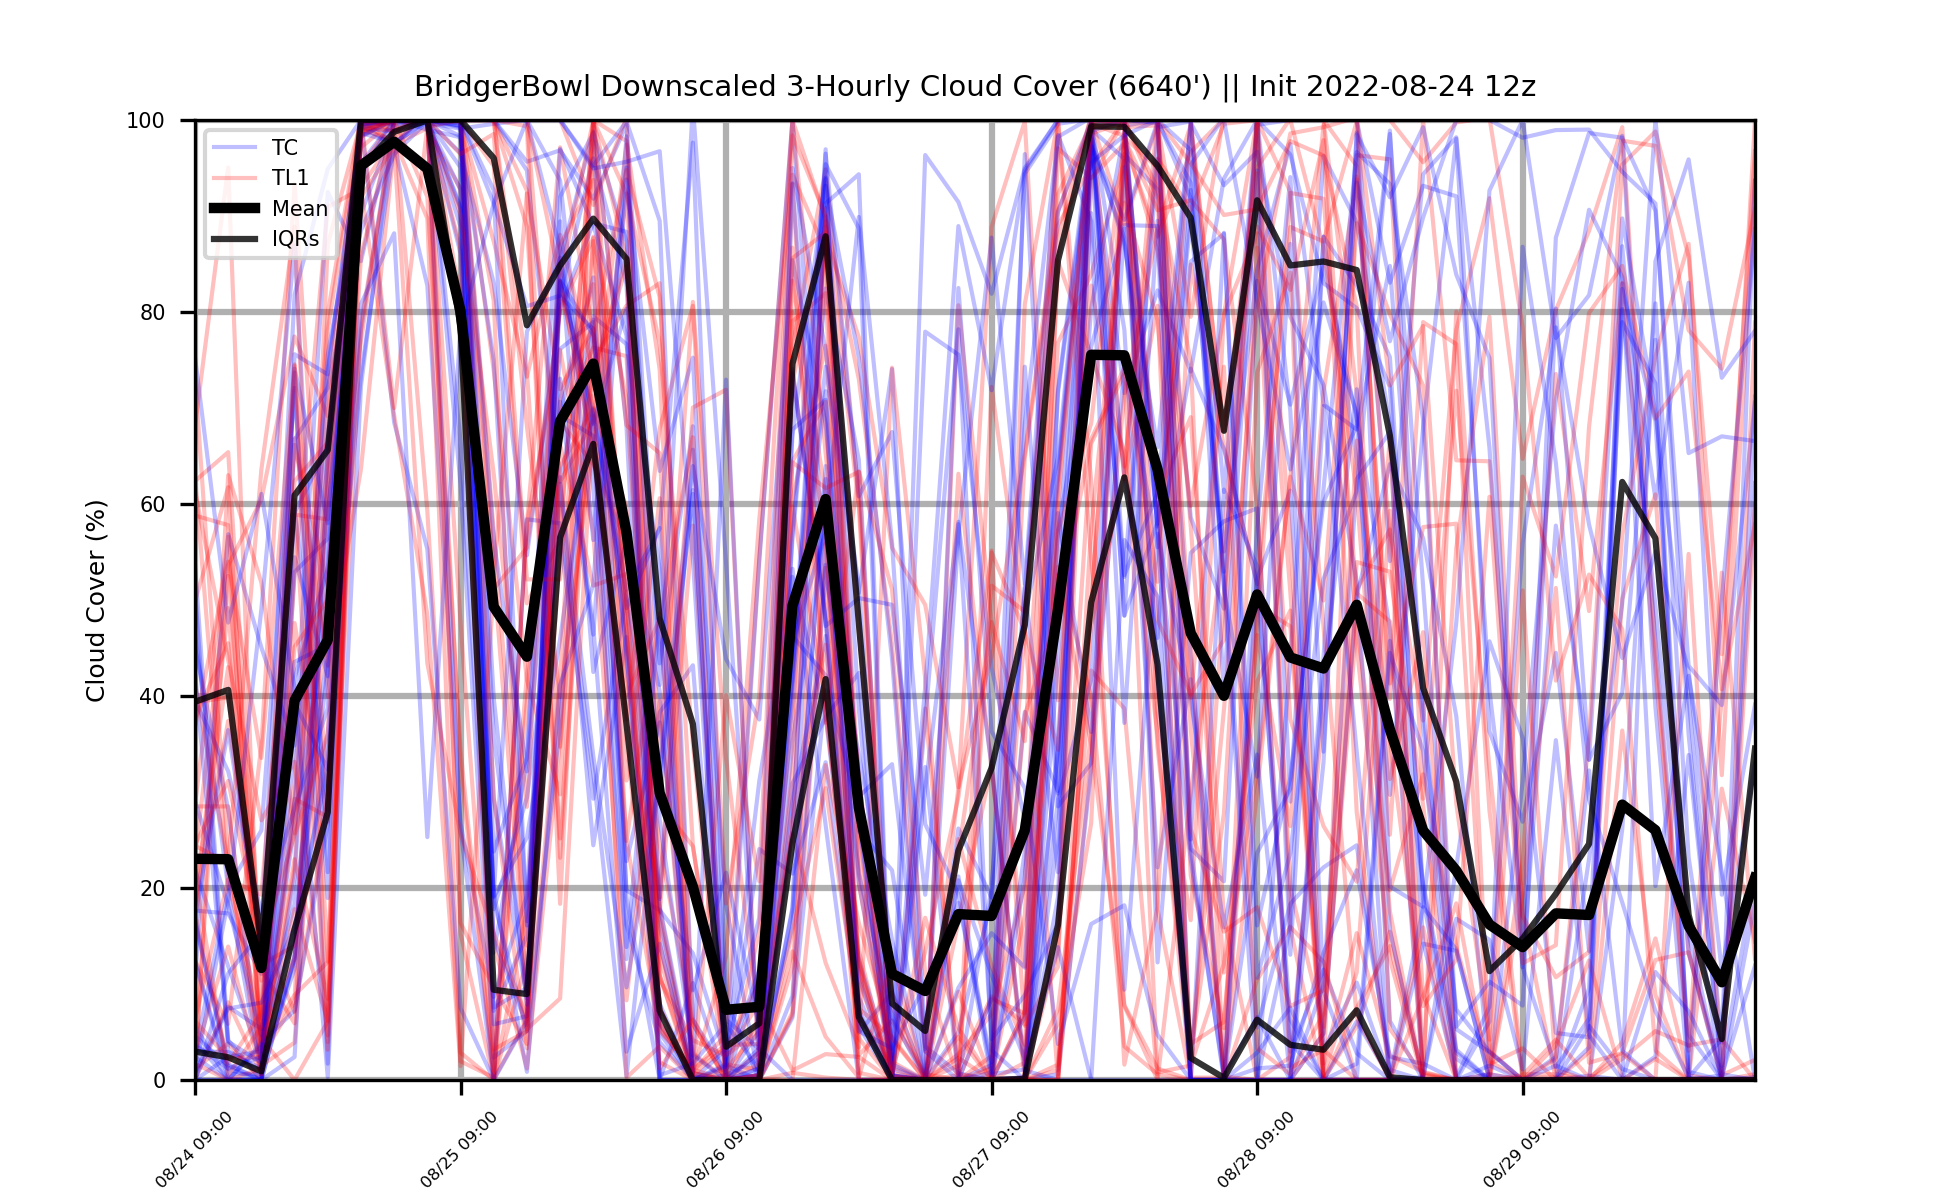 BridgerBowl Downscaled 3-Hourly Cloud Cover (6640') || Init 2022-08-24 12z
100
80
60
40
20
0
Cloud Cover (%)
TC
TL1
Mean
IQRs
08/24 09:00
08/25 09:00
08/26 09:00
08/27 09:00
08/28 09:00
08/29 09:00